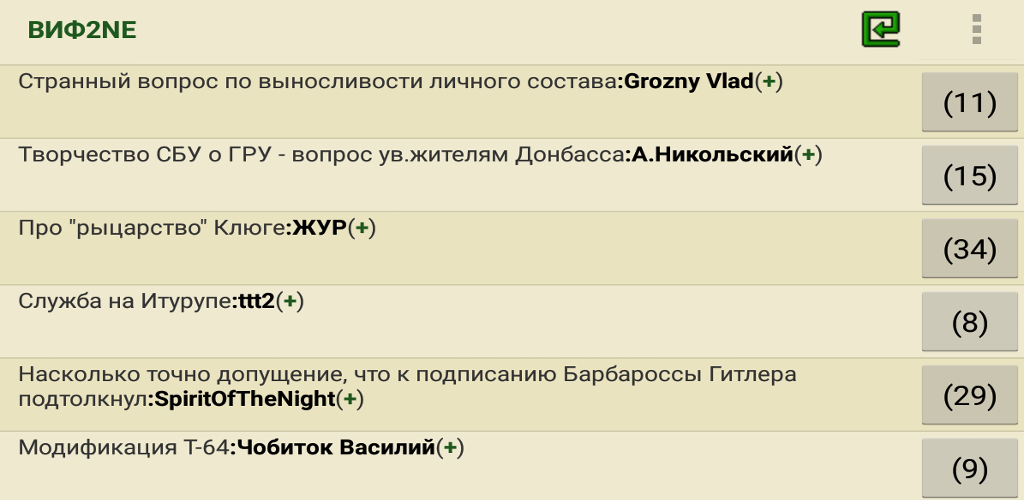 ВИФ2NE
Странный вопрос по выносливости личного состава:Grozny Vlad(+)
(11)
Творчество СБУ о ГРУ - вопрос ув.жителям Донбасса:А.Никольский(+)
(15)
Про "рыцарство" Клюге:ЖУР(+)
(34)
Служба на Итурупе:ttt2(+)
(8)
Насколько точно допущение, что к подписанию Барбароссы Гитлера
подтолкнул:SpiritOfTheNight(+)
(29)
Модификация Т-64:Чобиток Василий(+)
(9)